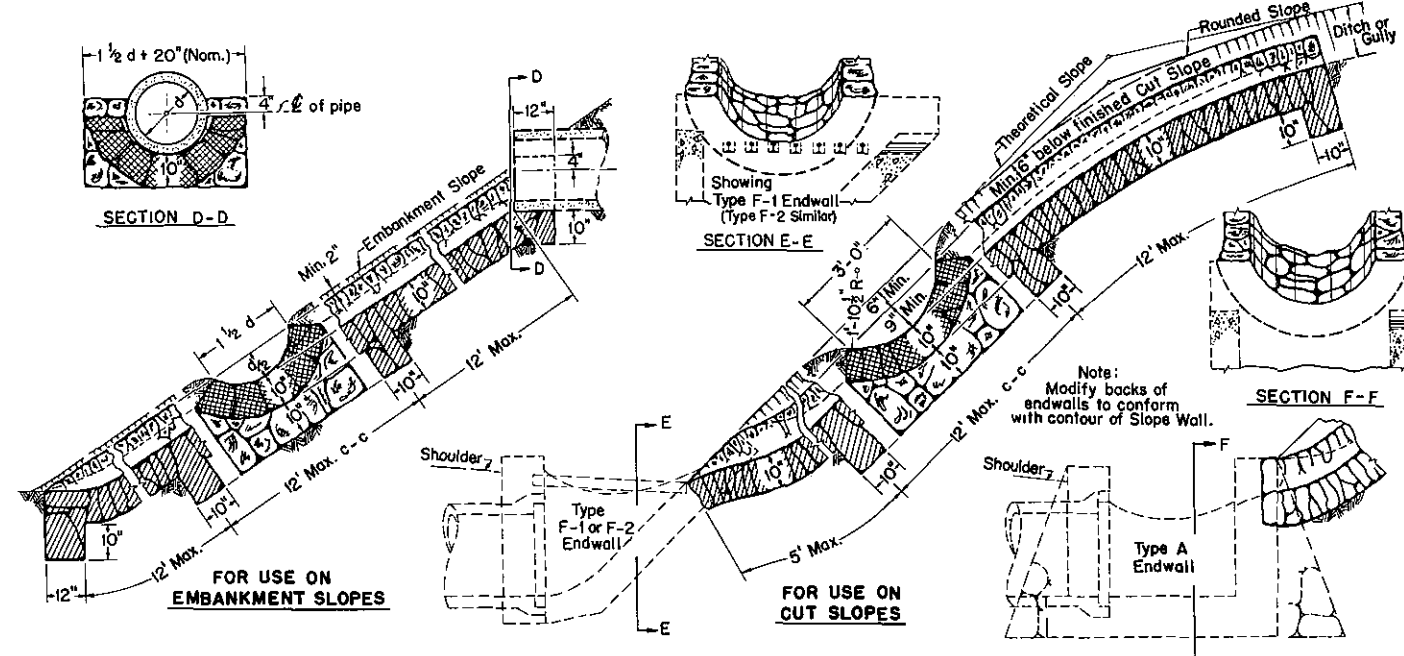 1 ½ d + 20" (Nom.)
4"
℄ of pipe
d
10"
SECTION D-D
D
12"
4"
10"
D
Embankment Slope
Min. 2"
1 ½ d
d/2
10"
10"
10"
10"
12' Max.
12' Max. c-c
10"
10"
12' Max.
10"
12"
FOR USE ON
EMBANKMENT SLOPES
Showing
Type F-1 Endwall
(Type F-2 Similar)
SECTION E-E
Rounded Slope
Ditch or
Gully
Theoretical Slope
Min. 6" below finished Cut Slope
10"
10"
10"
12' Max.
3'-0"
1'-10½" R
6" Min.
9" Min.
10"
10"
10"
12' Max. c-c
10"
10"
5' Max.
Note:
Modify backs of
endwalls to conform
with contour of Slope Wall.
SECTION F-F
E
Shoulder
Type
F-1 or F-2
Endwall
E
FOR USE ON
CUT SLOPES
F
Shoulder
Type A
Endwall